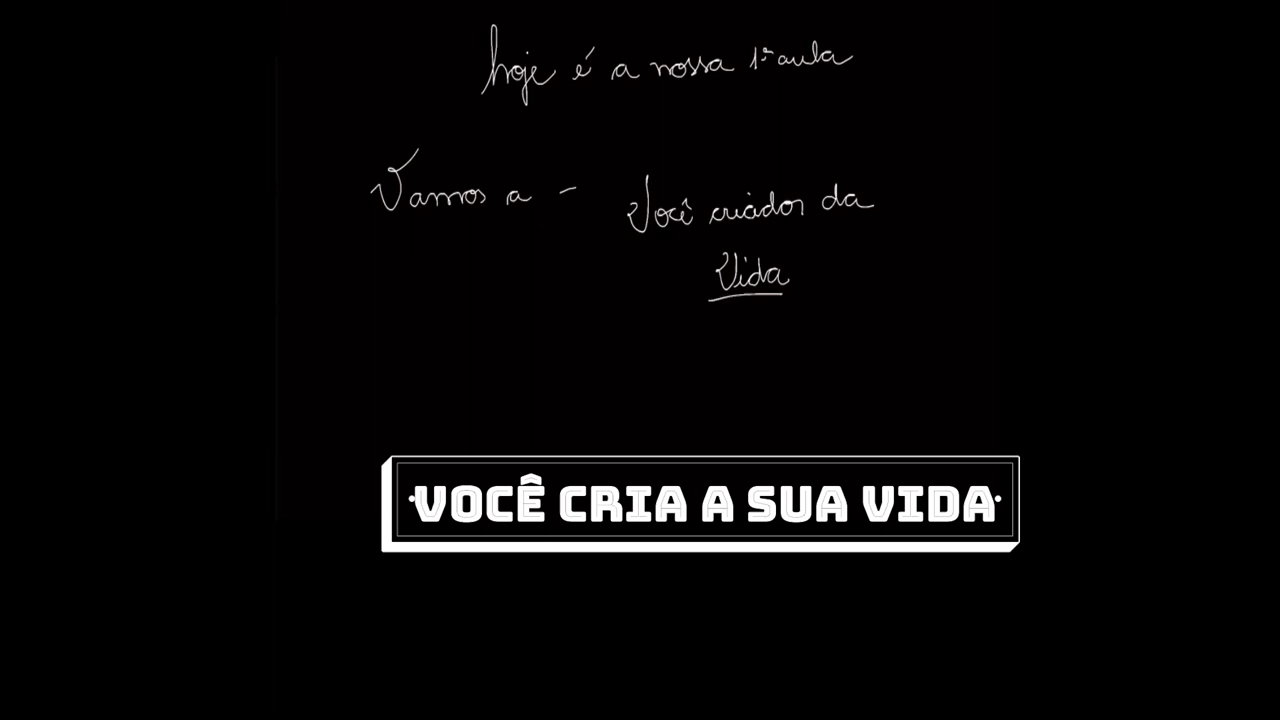 hoje é a nossa 1ª aula
Vamos a - Você criador da
Vida
VOCÊ CRIA A SUA VIDA